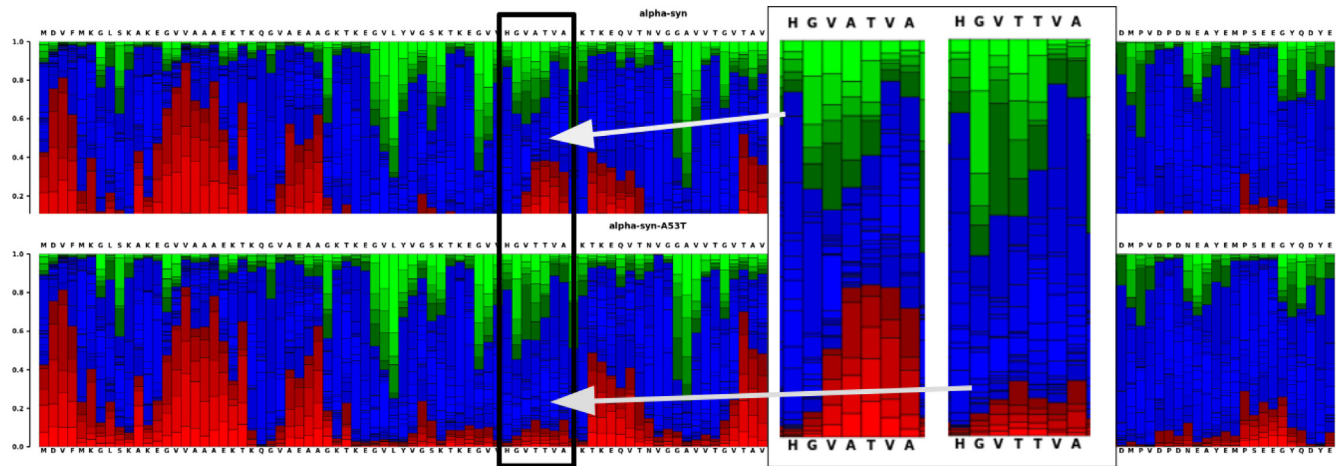 alpha-syn
M D V F M K G L S K A K E G V V A A A E K T K Q G V A E A A G K T K E G V L Y V G S K T K E G V H G V A T V A K T K E Q V T N V G G A V V T G V T A V D M P V D P D N E A Y E M P S E E G Y Q D Y E
1.0
0.8
0.6
0.4
0.2
alpha-syn-A53T
M D V F M K G L S K A K E G V V A A A E K T K Q G V A E A A G K T K E G V L Y V G S K T K E G V H G V T T V A K T K E Q V T N V G G A V V T G V T A V D M P V D P D N E A Y E M P S E E G Y Q D Y E
1.0
0.8
0.6
0.4
0.2
0.0
M D V F M K G L S K A K E G V V A A A E K T K Q G V A E A A G K T K E G V L Y V G S K T K E G V H G V T T V A K T K E Q V T N V G G A V V T G V T A V D M P V D P D N E A Y E M P S E E G Y Q D Y E
H G V A T V A
H G V T T V A
H G V A T V A
H G V T T V A